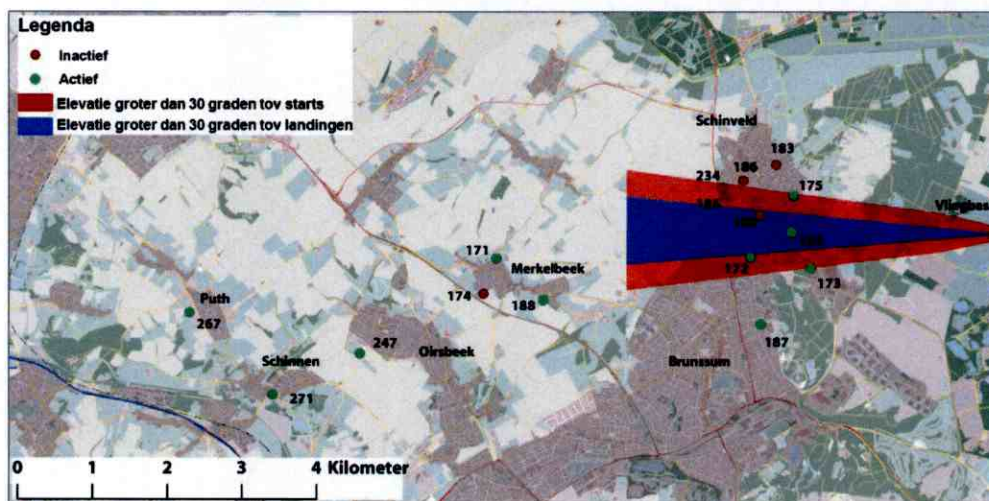 Legenda
Inactief
Actief
Elevatie groter dan 30 graden tov starts
Elevatie groter dan 30 graden tov landingen
Schinveld
183
186
234
175
Vlingbas
171
Merkelbeek
172
173
174
188
Puth
267
187
247
Oirsbeek
Schinnen
Brunssum
271
0 1 2 3 4 Kilometer